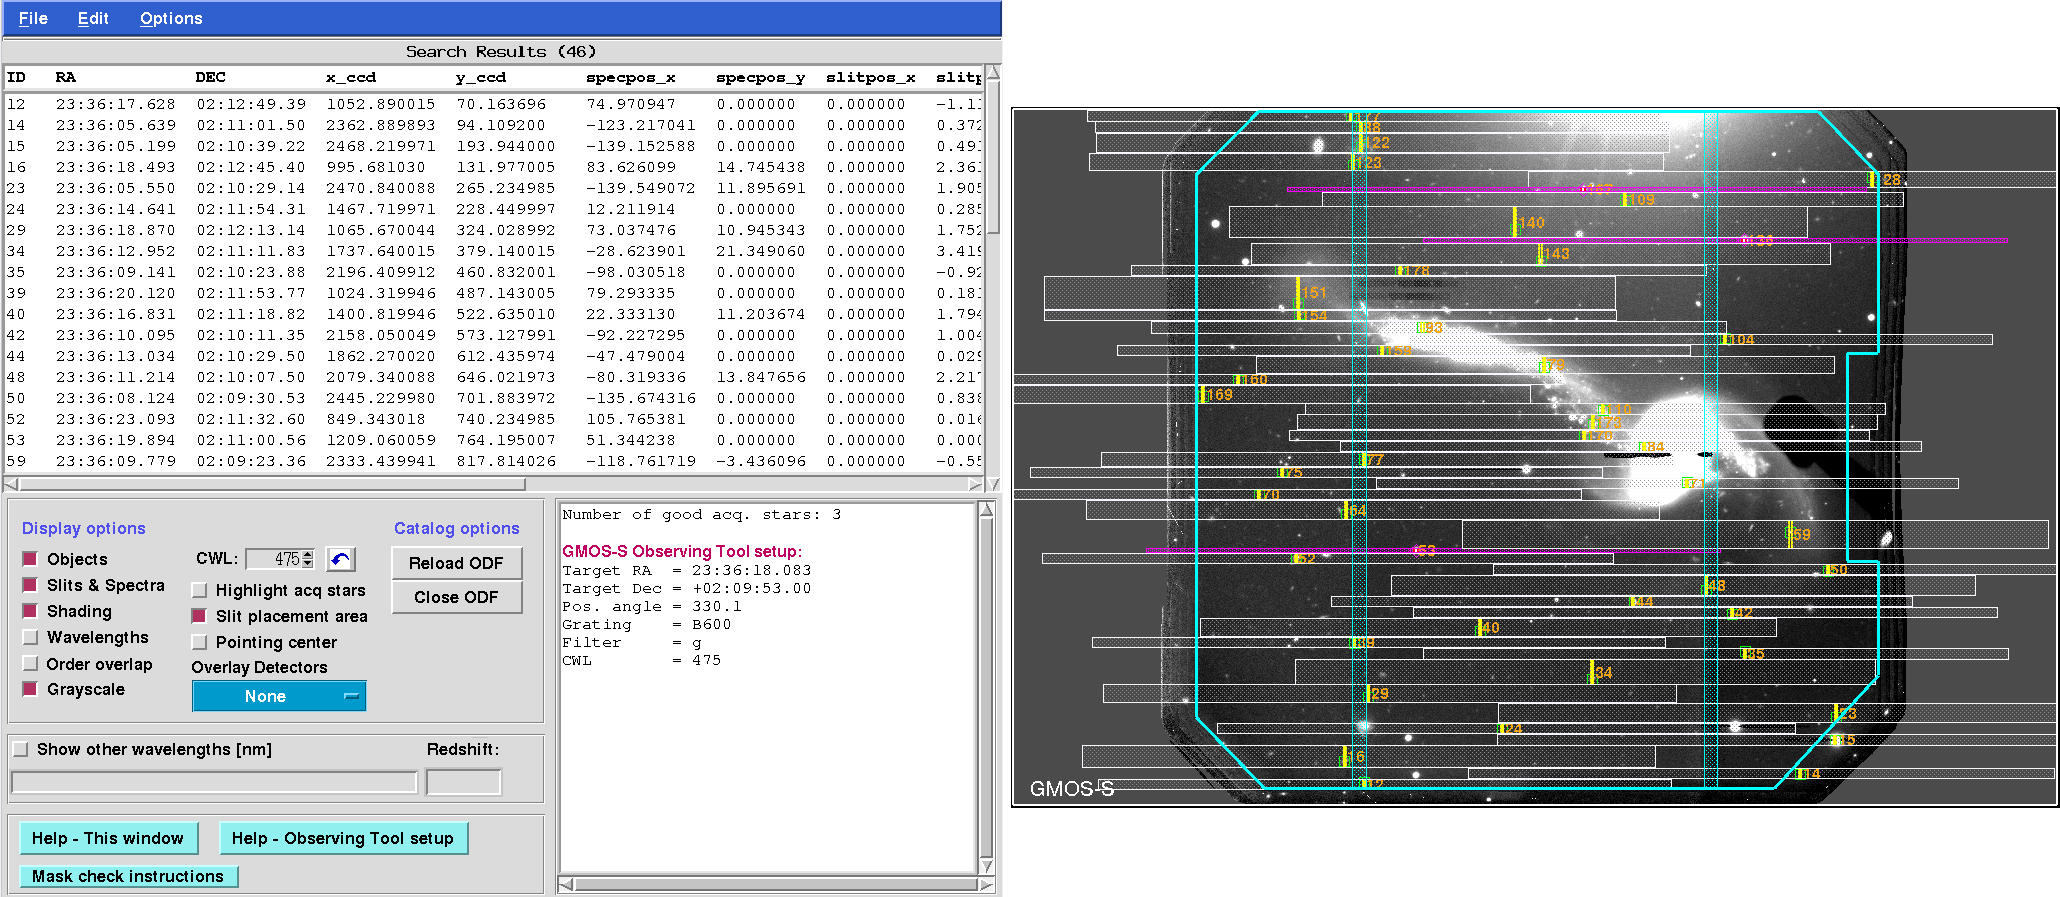 File Edit Options
Search Results (46)
ID RA DEC x_ccd y_ccd specpos_x specpos_y slitpos_x slitp
12 23:36:17.628 02:12:49.39 1052.890015 70.163696 74.970947 0.000000 0.000000 -1.11
14 23:36:05.639 02:11:01.50 2362.889893 94.109200 -123.217041 0.000000 0.000000 0.372
15 23:36:05.199 02:10:39.22 2468.219971 193.944000 -139.152588 0.000000 0.000000 0.491
16 23:36:18.493 02:12:45.40 995.681030 131.977005 83.626099 14.745438 0.000000 2.361
23 23:36:05.550 02:10:29.14 2470.840088 265.234985 -139.549072 11.895691 0.000000 1.905
24 23:36:14.641 02:11:54.31 1467.719971 228.449997 12.211914 0.000000 0.000000 0.285
29 23:36:18.870 02:12:13.14 1065.670044 324.028992 73.037476 10.945343 0.000000 1.752
34 23:36:12.952 02:11:11.83 1737.640015 379.140015 -28.623901 21.349060 0.000000 3.419
35 23:36:09.141 02:10:23.88 2196.409912 460.832001 -98.030518 0.000000 0.000000 -0.92
39 23:36:20.120 02:11:53.77 1024.319946 487.143005 79.293335 0.000000 0.000000 0.181
40 23:36:16.831 02:11:18.82 1400.819946 522.635010 22.333130 11.203674 0.000000 1.794
42 23:36:10.095 02:10:11.35 2158.050049 573.127991 -92.227295 0.000000 0.000000 1.004
44 23:36:13.034 02:10:29.50 1862.270020 612.435974 -47.479004 0.000000 0.000000 0.029
48 23:36:11.214 02:10:07.50 2079.340088 646.021973 -80.319336 13.847656 0.000000 2.217
50 23:36:08.124 02:09:30.53 2445.229980 701.883972 -135.674316 0.000000 0.000000 0.838
52 23:36:23.093 02:11:32.60 849.343018 740.234985 105.765381 0.000000 0.000000 0.016
53 23:36:19.894 02:11:00.56 1209.060059 764.195007 51.344238 0.000000 0.000000 0.000
59 23:36:09.779 02:09:23.36 2333.439941 817.814026 -118.761719 -3.436096 0.000000 -0.55
Display options
Objects
Slits & Spectra
Shading
Wavelengths
Order overlap
Grayscale
CWL: 475
Highlight acq stars
Slit placement area
Pointing center
Overlay Detectors
None
Catalog options
Reload ODF
Close ODF
Show other wavelengths [nm]
Redshift:
Help - This window
Help - Observing Tool setup
Mask check instructions
Number of good acq. stars: 3
GMOS-S Observing Tool setup:
Target RA = 23:36:18.083
Target Dec = +02:09:53.00
Pos. angle = 330.1
Grating = B600
Filter = g
CWL = 475
122
123
28
109
140
143
178
151
154
93
104
160
169
77
75
70
64
59
53
52
50
48
44
42
40
39
35
34
29
23
24
15
16
14
12
GMOS-S